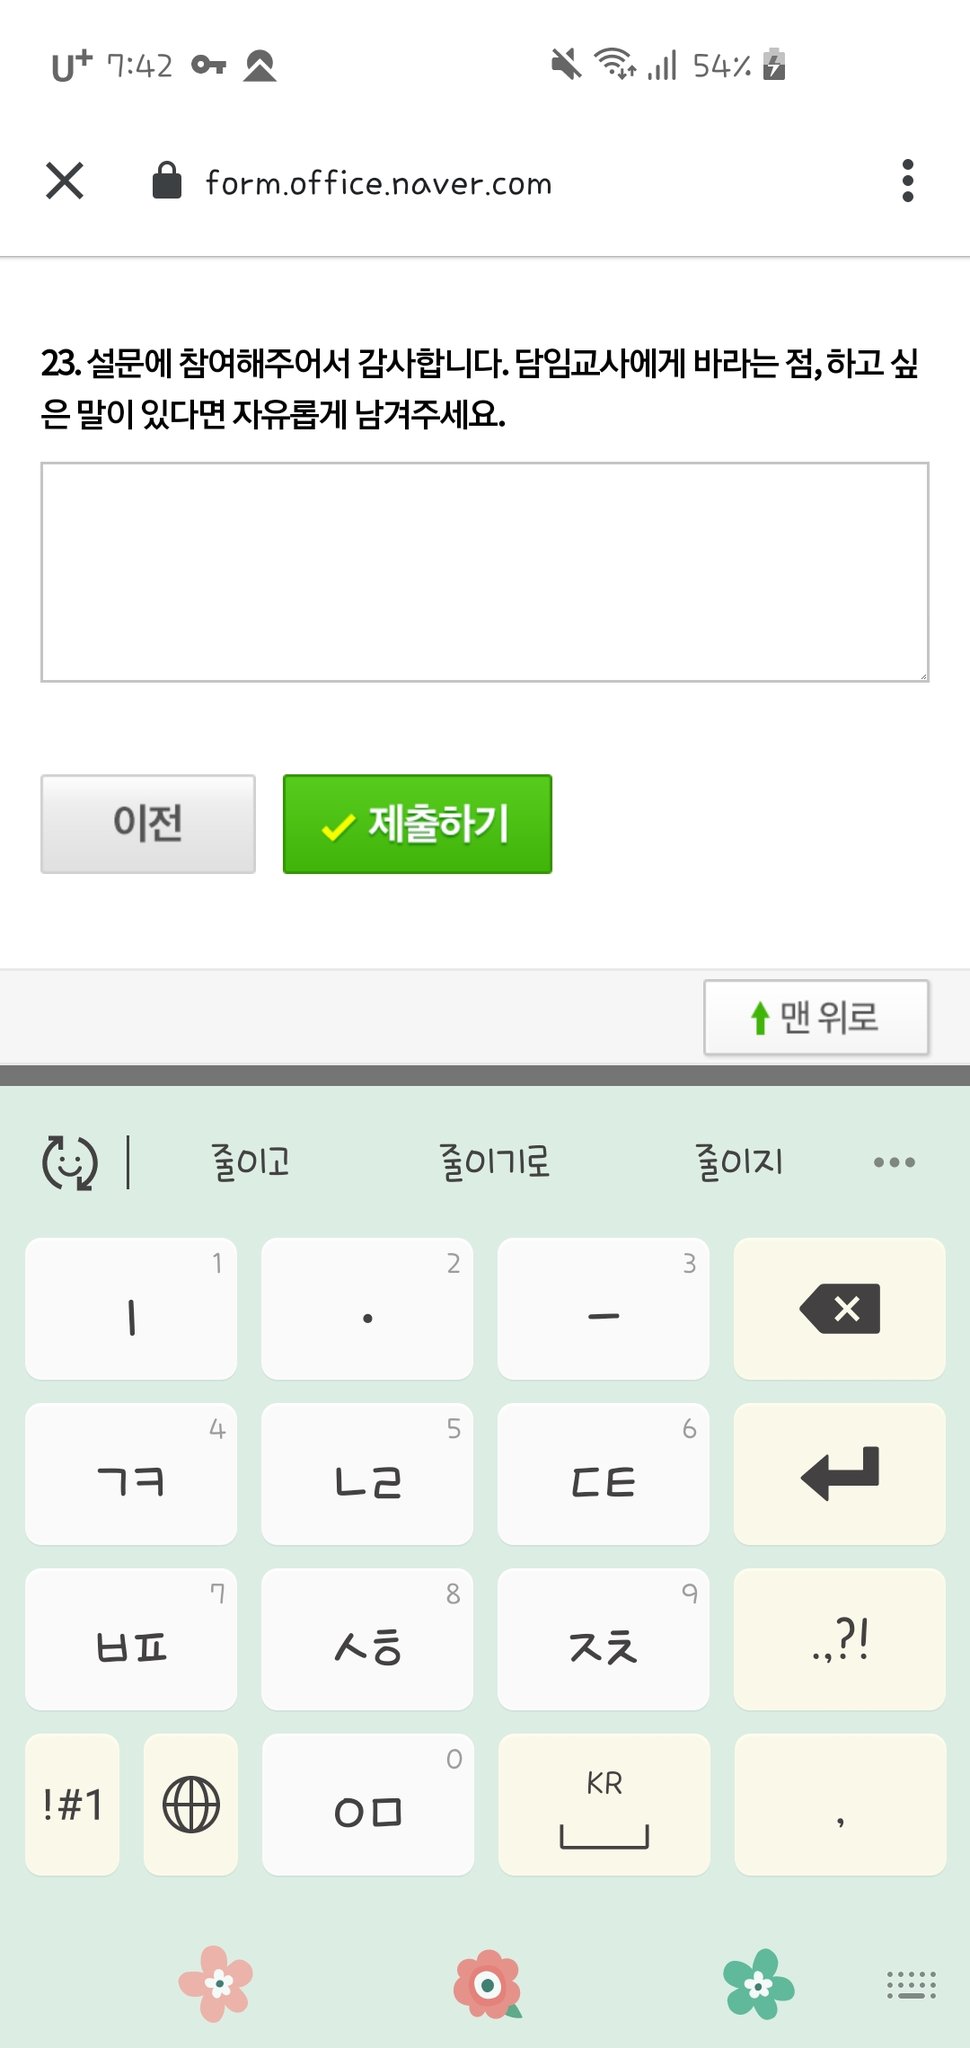 U+ 7:42 54%
form.office.naver.com
23. 설문에 참여해주어서 감사합니다. 담임교사에게 바라는 점, 하고 싶
은 말이 있다면 자유롭게 남겨주세요.
이전 제출하기
맨 위로
줄이고 줄이기로 줄이지
1 2 3
ㅣ · ㅡ
4 5 6
ㄱㅋ ㄴㄹ ㄷㅌ
7 8 9
ㅂㅍ ㅅㅎ ㅈㅊ .,?!
0
!#1 ㅇㅁ KR ,